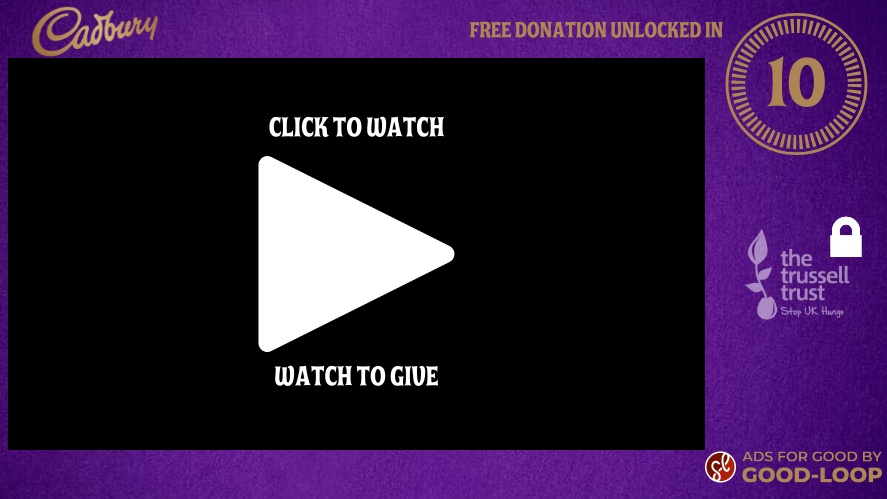 Cadbury
FREE DONATION UNLOCKED IN
10
CLICK TO WATCH
WATCH TO GIVE
the
trussell
trust
Stop UK Hunge
ADS FOR GOOD BY
GOOD-LOOP